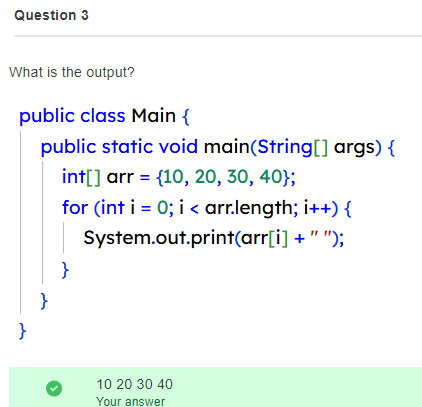 Question 3
What is the output?
public class Main {
public static void main(String[] args) {
int[] arr = {10, 20, 30, 40};
for (int i = 0; i < arr.length; i++) {
System.out.print(arr[i] + " ");
}
}
}
10 20 30 40
Your answer